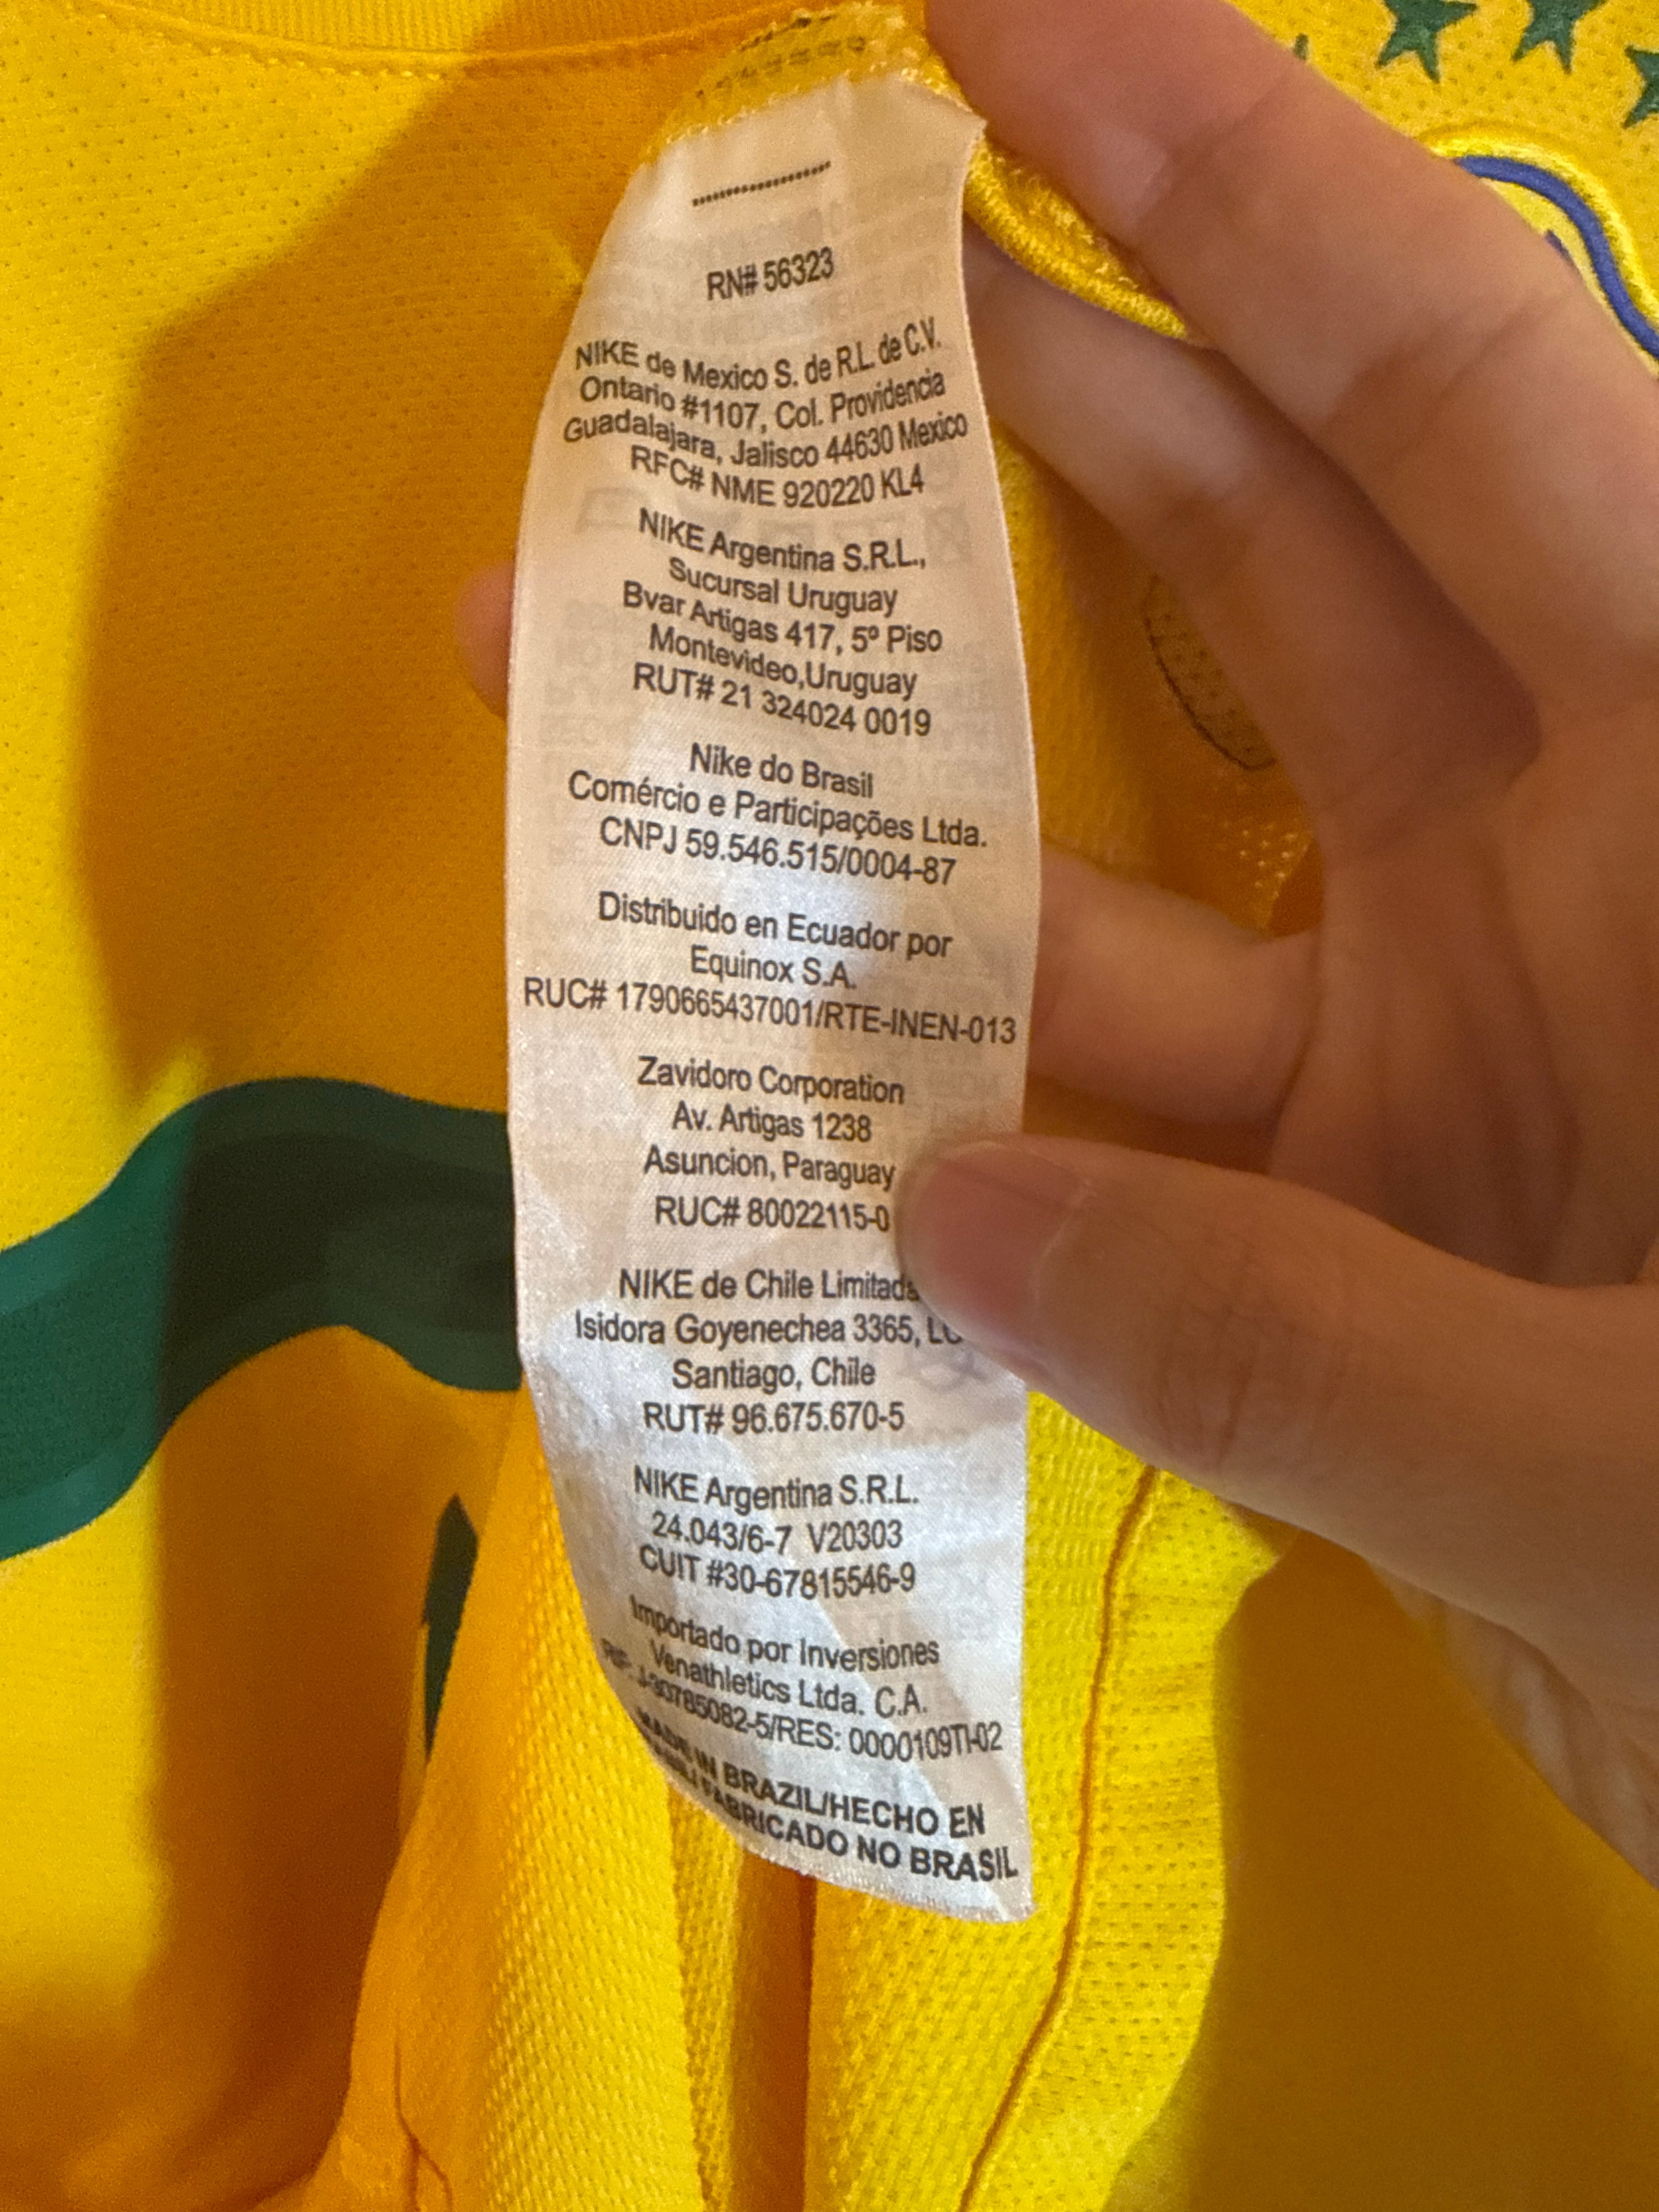 RN# 56323
NIKE de Mexico S. de R.L. de C.V.
Ontario #1107, Col. Providencia
Guadalajara, Jalisco 44630 Mexico
RFC# NME 920220 KL4
NIKE Argentina S.R.L.,
Sucursal Uruguay
Bvar Artigas 417, 5º Piso
Montevideo,Uruguay
RUT# 21 324024 0019
Nike do Brasil
Comércio e Participações Ltda.
CNPJ 59.546.515/0004-87
Distribuido en Ecuador por
Equinox S.A.
RUC# 1790665437001/RTE-INEN-013
Zavidoro Corporation
Av. Artigas 1238
Asuncion, Paraguay
RUC# 80022115-0
NIKE de Chile Limitada
Isidora Goyenechea 3365,
Santiago, Chile
RUT# 96.675.670-5
NIKE Argentina S.R.L.
24.043/6-7 V20303
CUIT #30-67815546-9
Importado por Inversiones
Venathletics Ltda. C.A.
RIF: J-30785082-5/RES: 0000109TI-02
MADE IN BRAZIL/HECHO EN
BRASIL/ FABRICADO NO BRASIL